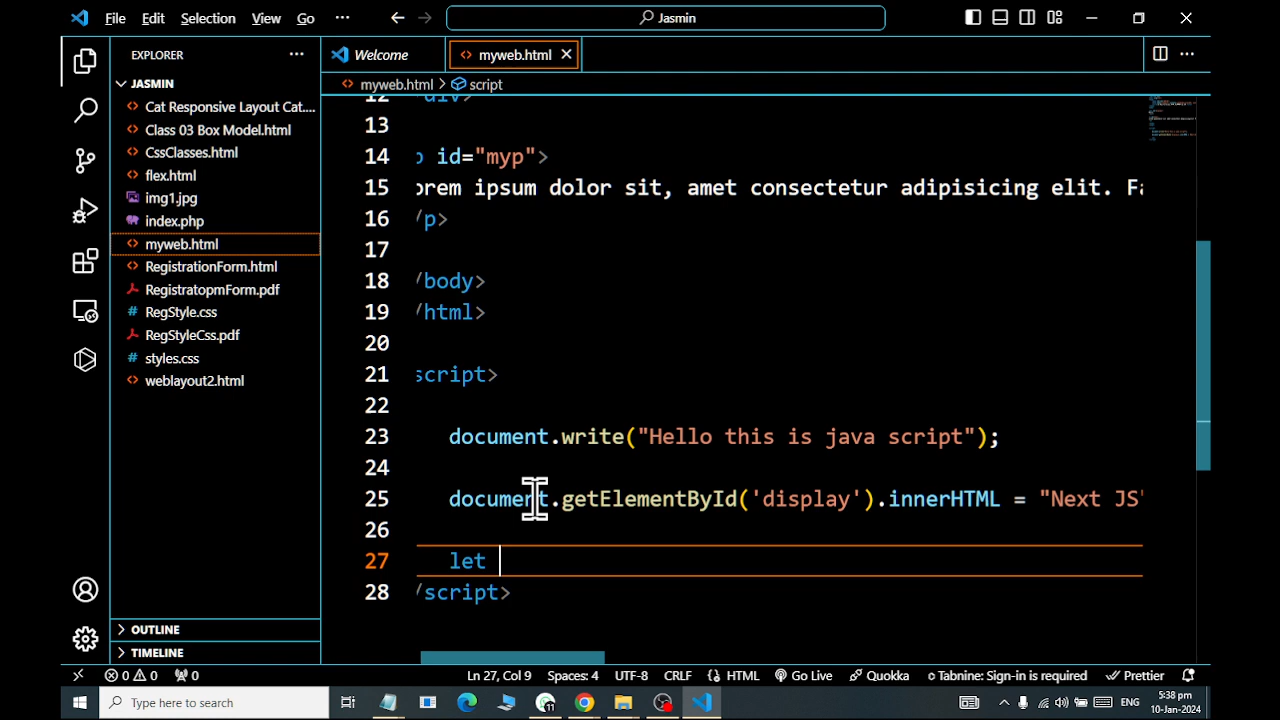 File Edit Selection View Go ··· Jasmin
EXPLORER ···
Welcome
myweb.html
JASMIN
myweb.html > script
Cat Responsive Layout Cat....
Class 03 Box Model.html
CssClasses.html
flex.html
img1.jpg
index.php
myweb.html
RegistrationForm.html
RegistratopmForm.pdf
RegStyle.css
RegStyleCss.pdf
styles.css
weblayout2.html
OUTLINE
TIMELINE
12 div>
13
14 id="myp">
15 orem ipsum dolor sit, amet consectetur adipisicing elit. Fa
16 /p>
17
18 /body>
19 /html>
20
21 script>
22
23 document.write("Hello this is java script");
24
25 document.getElementById('display').innerHTML = "Next JS"
26
27 let
28 /script>
0 0 0 Ln 27, Col 9 Spaces: 4 UTF-8 CRLF HTML Go Live Quokka Tabnine: Sign-in is required Prettier
Type here to search
ENG
5:38 pm
10-Jan-2024